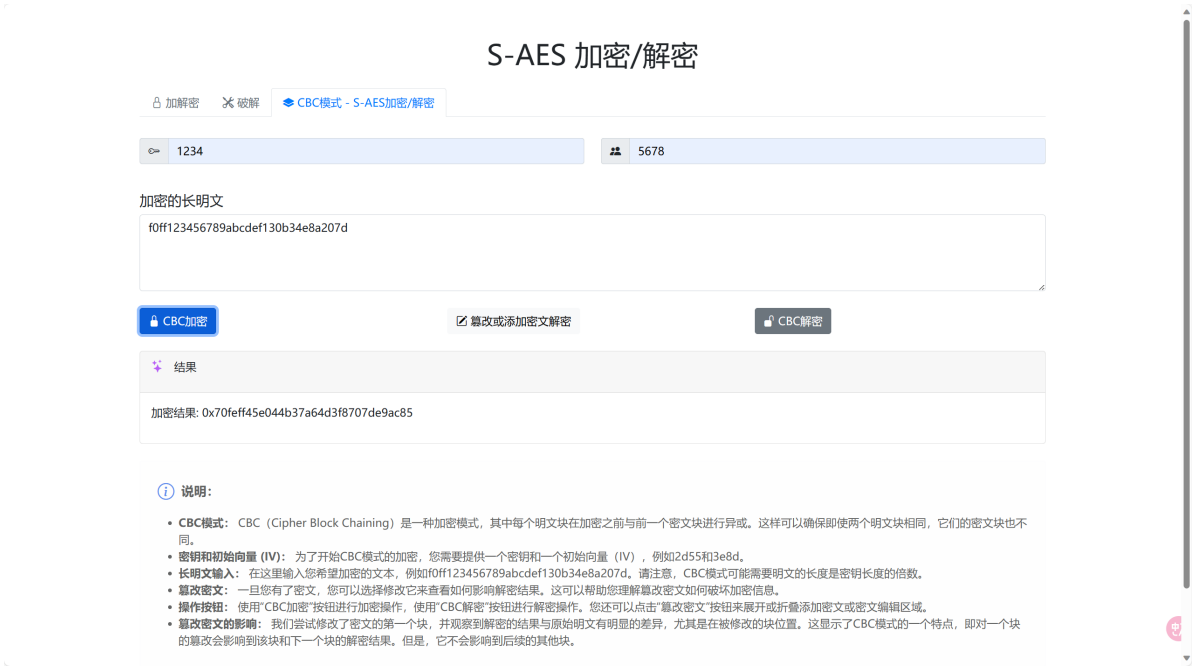 S-AES 加密/解密
加解密
破解
CBC模式 - S-AES加密/解密
1234
5678
加密的长明文
f0ff123456789abcdef130b34e8a207d
CBC加密
篡改或添加密文解密
CBC解密
结果
加密结果: 0x70feff45e044b37a64d3f8707de9ac85
说明：
CBC模式： CBC（Cipher Block Chaining）是一种加密模式，其中每个明文块在加密之前与前一个密文块进行异或。这样可以确保即使两个明文块相同，它们的密文块也不
同。
密钥和初始向量 (IV)： 为了开始CBC模式的加密，您需要提供一个密钥和一个初始向量（IV），例如2d55和3e8d。
长明文输入： 在这里输入您希望加密的文本，例如f0ff123456789abcdef130b34e8a207d。请注意，CBC模式可能需要明文的长度是密钥长度的倍数。
篡改密文： 一旦您有了密文，您可以选择修改它来查看如何影响解密结果。这可以帮助您理解篡改密文如何破坏加密信息。
操作按钮： 使用“CBC加密”按钮进行加密操作，使用“CBC解密”按钮进行解密操作。您还可以点击“篡改密文”按钮来展开或折叠添加密文或密文编辑区域。
篡改密文的影响： 我们尝试修改了密文的第一个块，并观察到解密的结果与原始明文有明显的差异，尤其是在被修改的块位置。这显示了CBC模式的一个特点，即对一个块
的篡改会影响到该块和下一个块的解密结果。但是，它不会影响到后续的其他块。